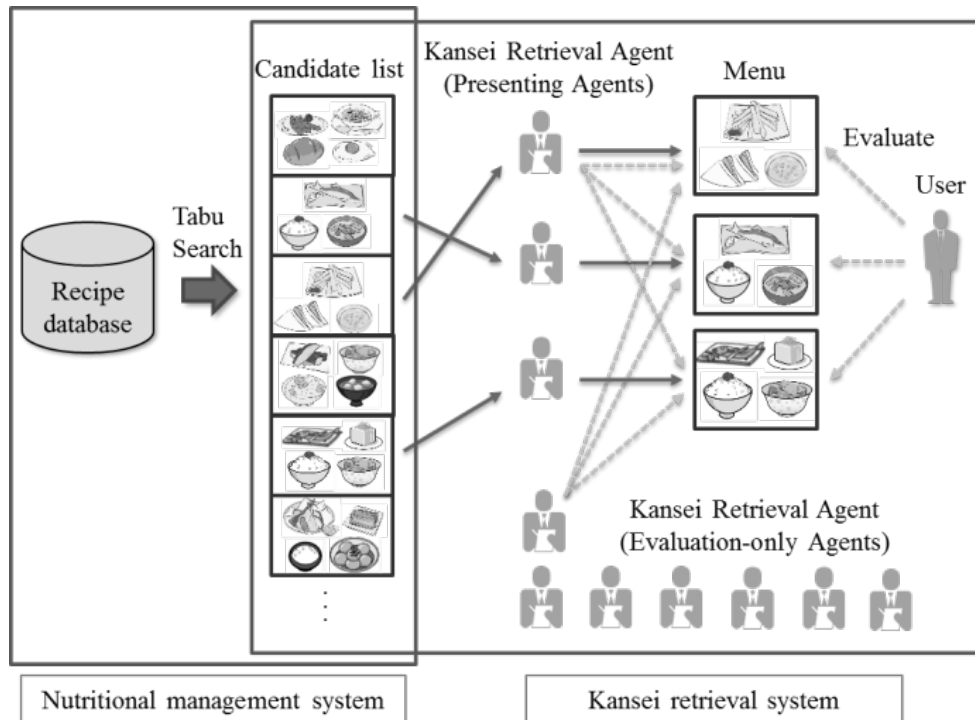 Kansei Retrieval Agent
(Presenting Agents)
Candidate list
Menu
Evaluate
User
Tabu
Search
Recipe
database
Kansei Retrieval Agent
(Evaluation-only Agents)
Nutritional management system
Kansei retrieval system